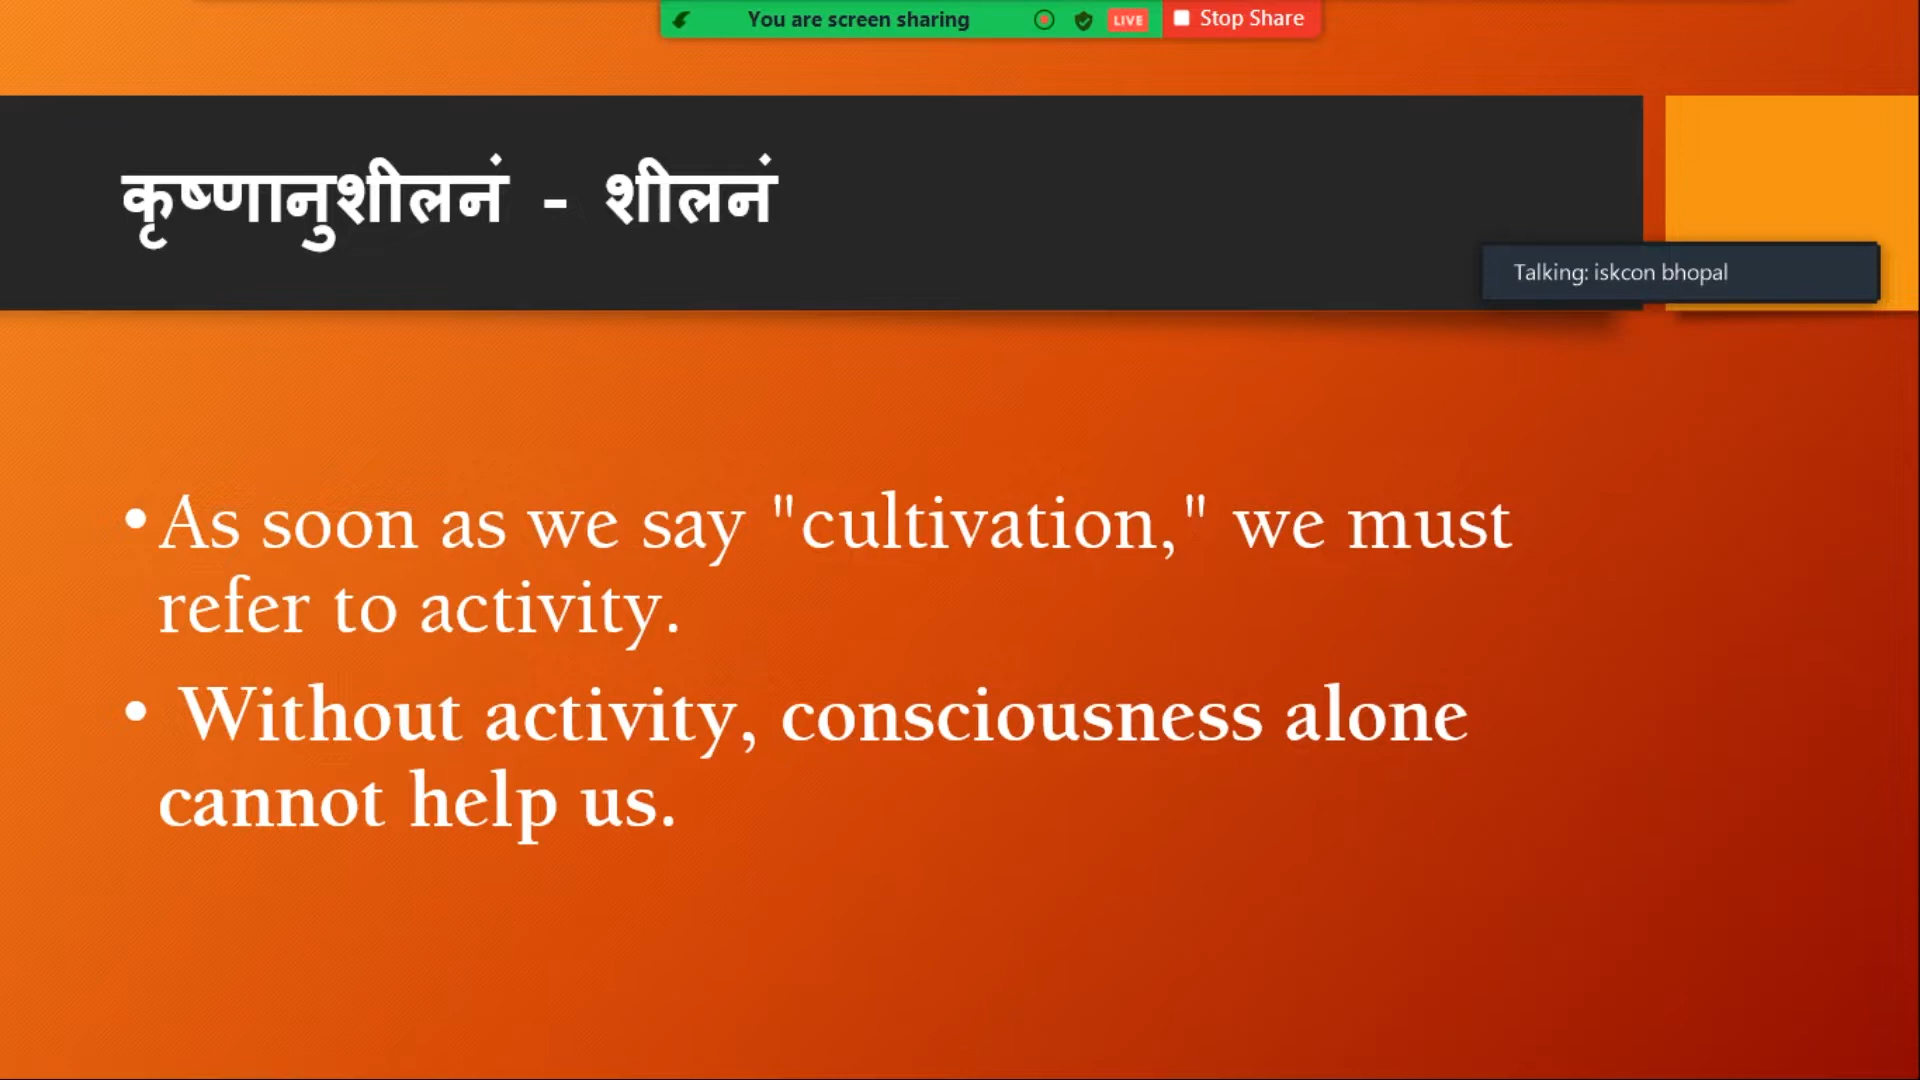 You are screen sharing LIVE Stop Share
कृष्णानुशीलनं - शीलनं
Talking: iskcon bhopal
•As soon as we say "cultivation," we must
refer to activity.
• Without activity, consciousness alone
cannot help us.